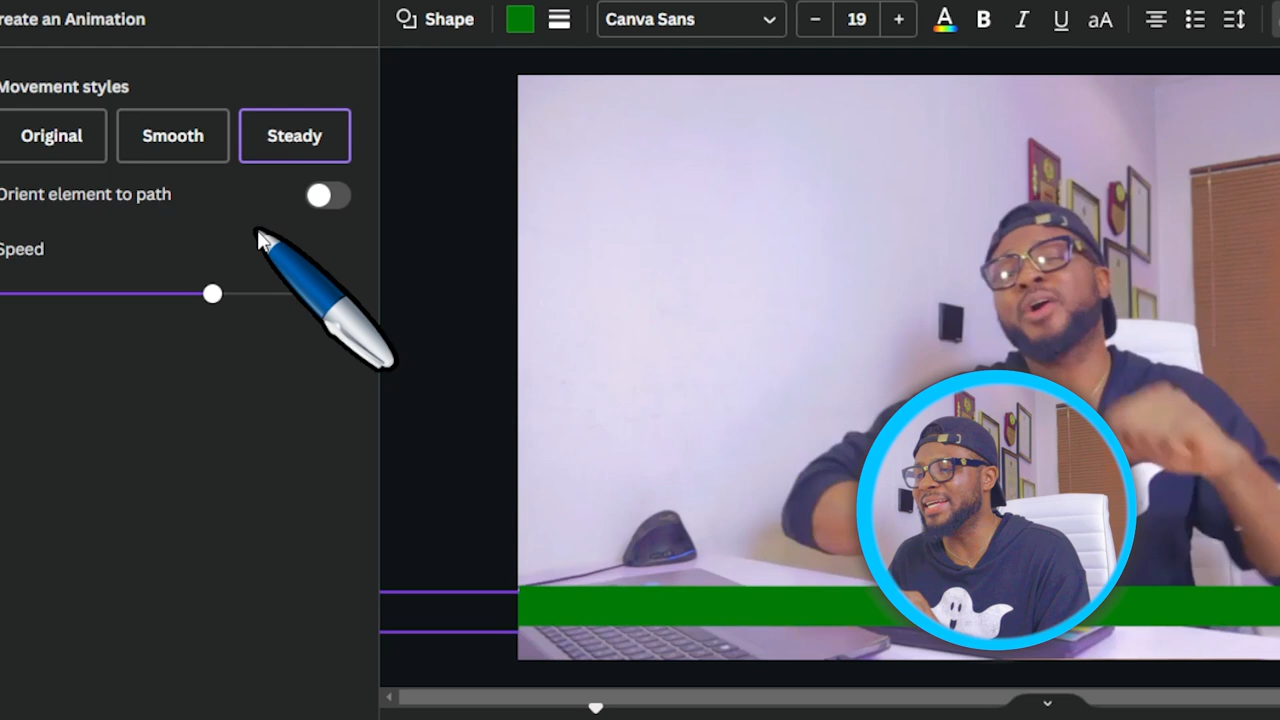 reate an Animation
Shape
Canva Sans
– 19 +
A B I U aA
Movement styles
Original Smooth Steady
Orient element to path
Speed